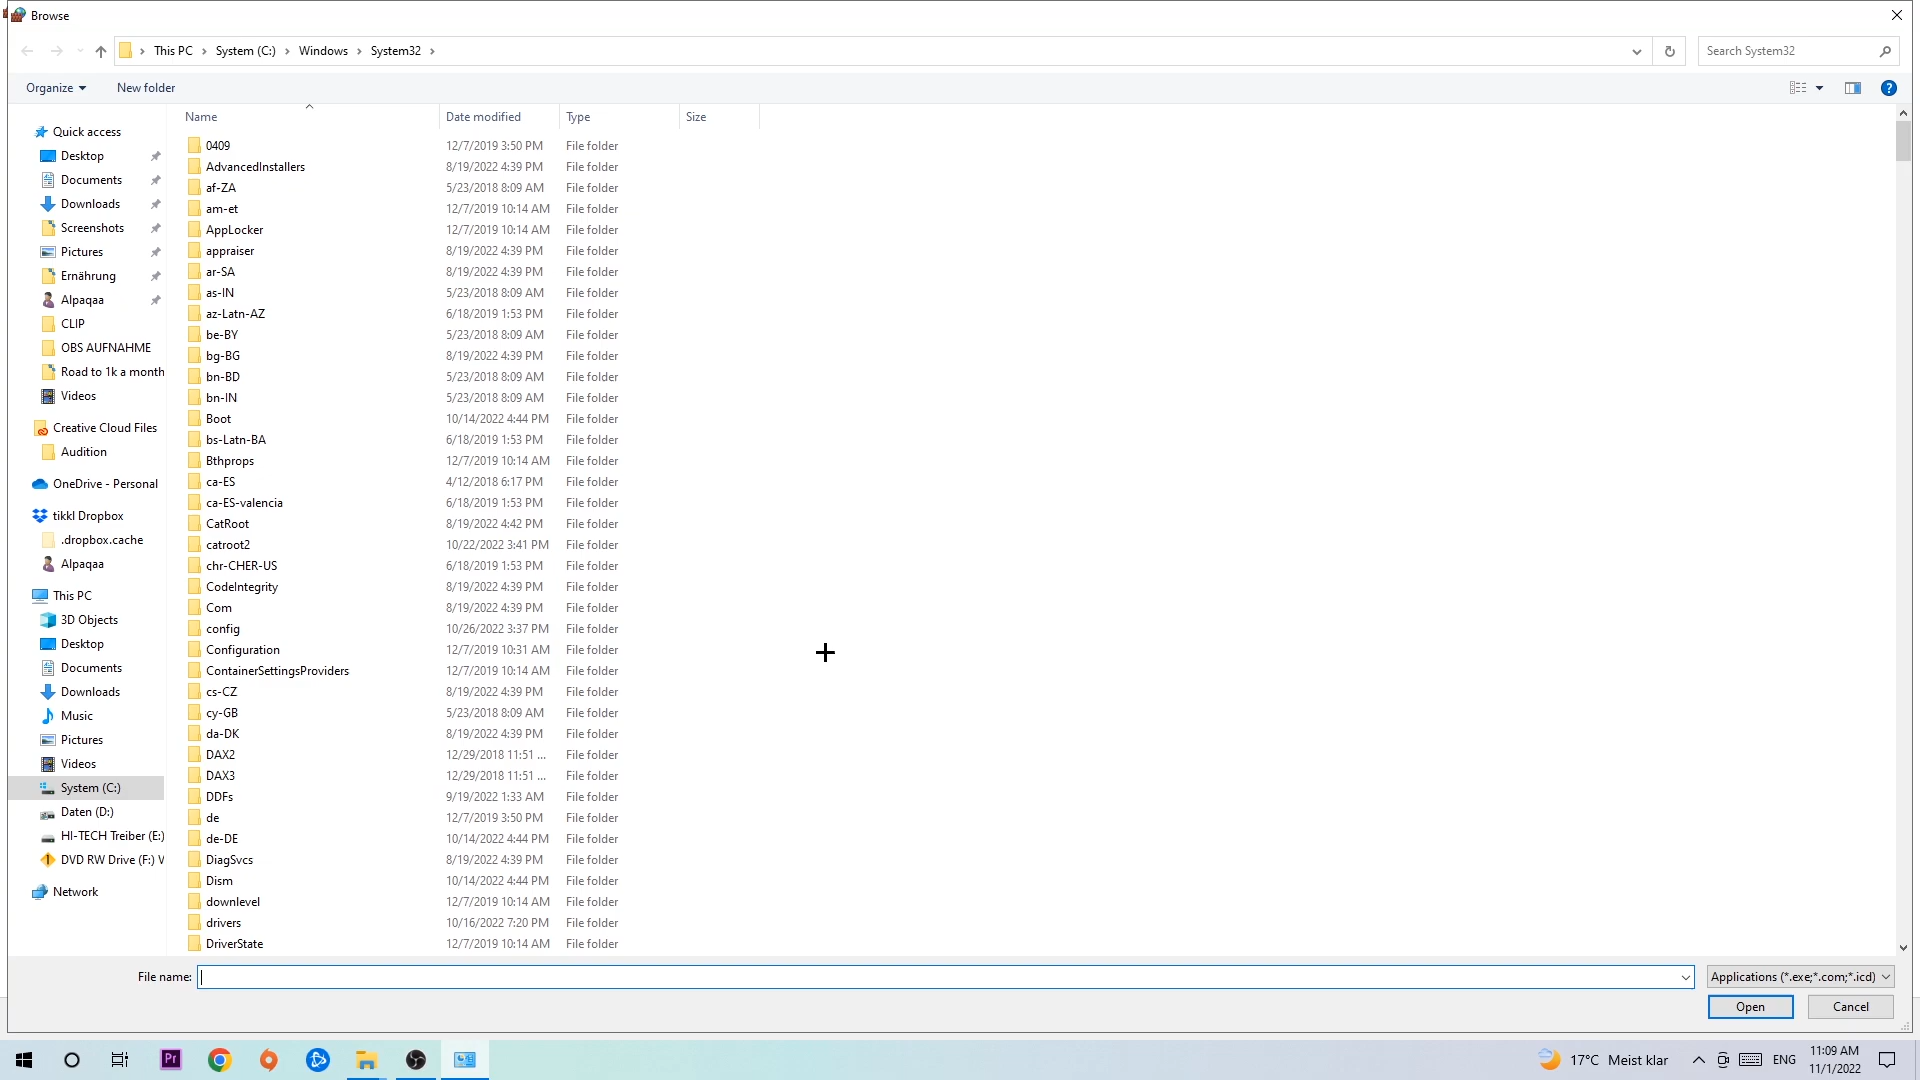 Browse
This PC System (C:) Windows System32
Search System32
Organize New folder
Name Date modified Type Size
Quick access
Desktop
Documents
Downloads
Screenshots
Pictures
Ernährung
Alpaqaa
CLIP
OBS AUFNAHME
Road to 1k a month
Videos
Creative Cloud Files
Audition
OneDrive - Personal
tikkl Dropbox
.dropbox.cache
Alpaqaa
This PC
3D Objects
Desktop
Documents
Downloads
Music
Pictures
Videos
System (C:)
Daten (D:)
HI-TECH Treiber (E:)
DVD RW Drive (F:) V
Network
0409 12/7/2019 3:50 PM File folder
AdvancedInstallers 8/19/2022 4:39 PM File folder
af-ZA 5/23/2018 8:09 AM File folder
am-et 12/7/2019 10:14 AM File folder
AppLocker 12/7/2019 10:14 AM File folder
appraiser 8/19/2022 4:39 PM File folder
ar-SA 8/19/2022 4:39 PM File folder
as-IN 5/23/2018 8:09 AM File folder
az-Latn-AZ 6/18/2019 1:53 PM File folder
be-BY 5/23/2018 8:09 AM File folder
bg-BG 8/19/2022 4:39 PM File folder
bn-BD 5/23/2018 8:09 AM File folder
bn-IN 5/23/2018 8:09 AM File folder
Boot 10/14/2022 4:44 PM File folder
bs-Latn-BA 6/18/2019 1:53 PM File folder
Bthprops 12/7/2019 10:14 AM File folder
ca-ES 4/12/2018 6:17 PM File folder
ca-ES-valencia 6/18/2019 1:53 PM File folder
CatRoot 8/19/2022 4:42 PM File folder
catroot2 10/22/2022 3:41 PM File folder
chr-CHER-US 6/18/2019 1:53 PM File folder
CodeIntegrity 8/19/2022 4:39 PM File folder
Com 8/19/2022 4:39 PM File folder
config 10/26/2022 3:37 PM File folder
Configuration 12/7/2019 10:31 AM File folder
ContainerSettingsProviders 12/7/2019 10:14 AM File folder
cs-CZ 8/19/2022 4:39 PM File folder
cy-GB 5/23/2018 8:09 AM File folder
da-DK 8/19/2022 4:39 PM File folder
DAX2 12/29/2018 11:51 ... File folder
DAX3 12/29/2018 11:51 ... File folder
DDFs 9/19/2022 1:33 AM File folder
de 12/7/2019 3:50 PM File folder
de-DE 10/14/2022 4:44 PM File folder
DiagSvcs 8/19/2022 4:39 PM File folder
Dism 10/14/2022 4:44 PM File folder
downlevel 12/7/2019 10:14 AM File folder
drivers 10/16/2022 7:20 PM File folder
DriverState 12/7/2019 10:14 AM File folder
File name: Applications (*.exe;*.com;*.icd)
Open Cancel
Pr
17°C Meist klar ENG 11:09 AM
11/1/2022